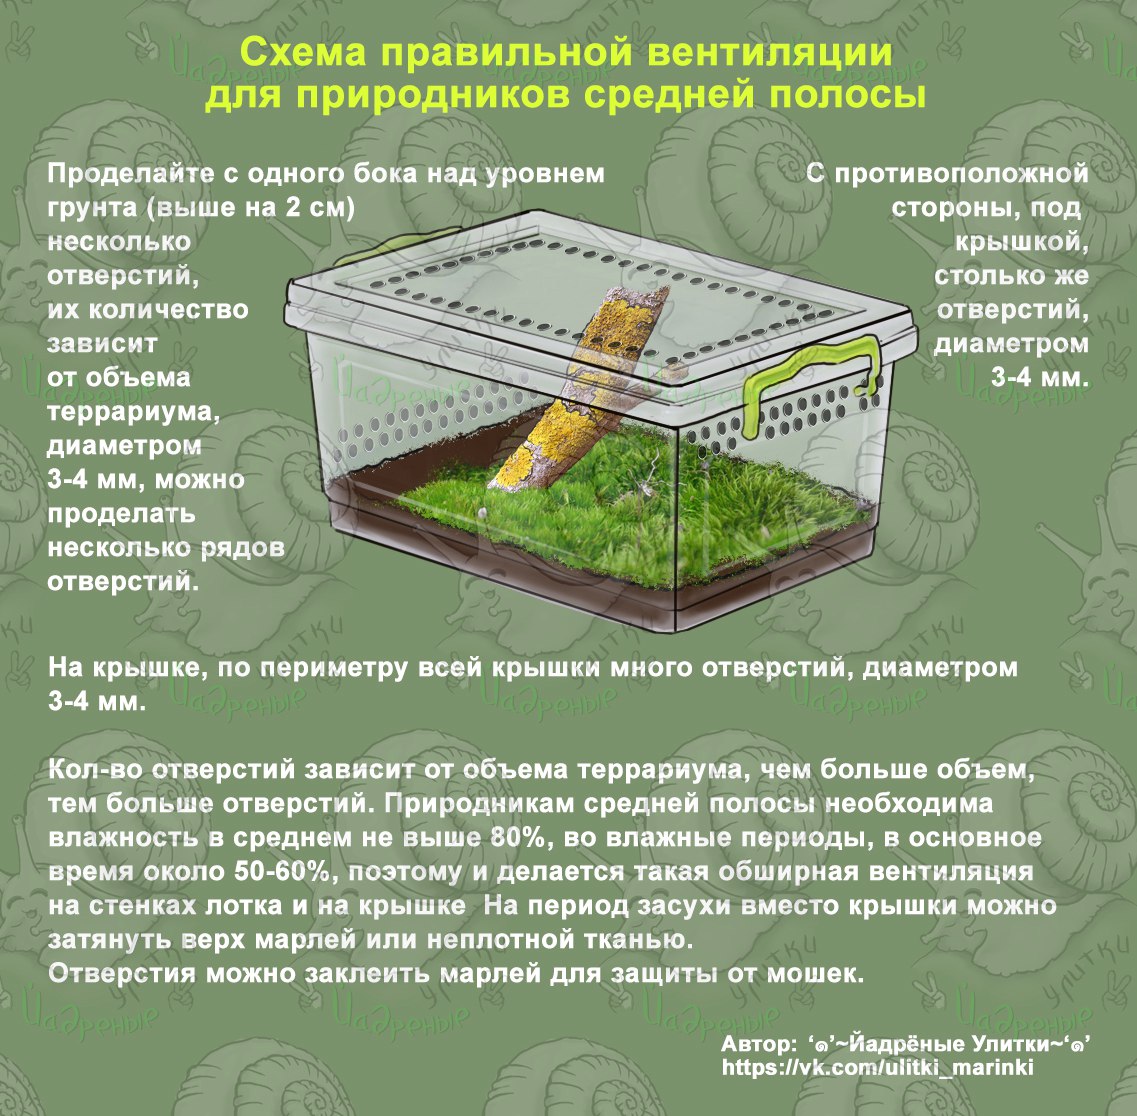 Схема правильной вентиляции
для природников средней полосы
Проделайте с одного бока над уровнем
грунта (выше на 2 см)
несколько
отверстий,
их количество
зависит
от объема
террариума,
диаметром
3-4 мм, можно
проделать
несколько рядов
отверстий.
С противоположной
стороны, под
крышкой,
столько же
отверстий,
диаметром
3-4 мм.
На крышке, по периметру всей крышки много отверстий, диаметром
3-4 мм.
Кол-во отверстий зависит от объема террариума, чем больше объем,
тем больше отверстий. Природникам средней полосы необходима
влажность в среднем не выше 80%, во влажные периоды, в основное
время около 50-60%, поэтому и делается такая обширная вентиляция
на стенках лотка и на крышке На период засухи вместо крышки можно
затянуть верх марлей или неплотной тканью.
Отверстия можно заклеить марлей для защиты от мошек.
Автор: ‘๑’~Йадрёные Улитки~‘๑’
https://vk.com/ulitki_marinki
Йадреные улитки